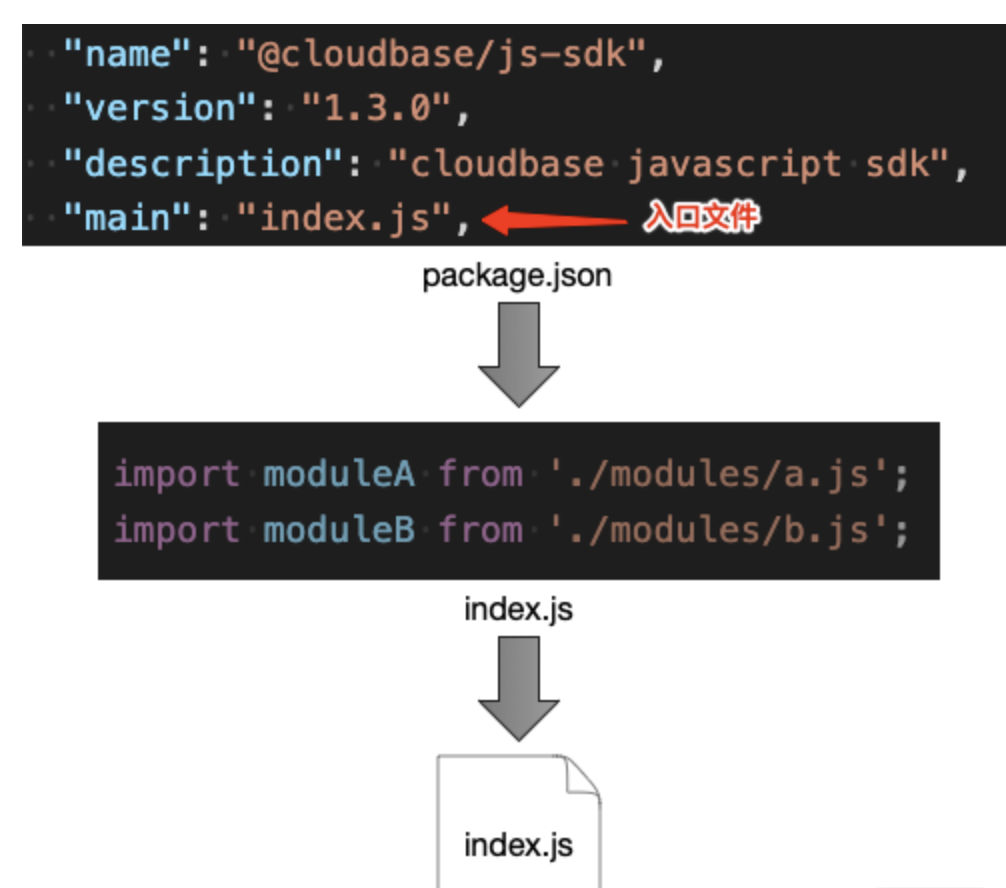 "name": "@cloudbase/js-sdk",
"version": "1.3.0",
"description": "cloudbase javascript sdk",
"main": "index.js", 入口文件
package.json
import moduleA from './modules/a.js';
import moduleB from './modules/b.js';
index.js
index.js